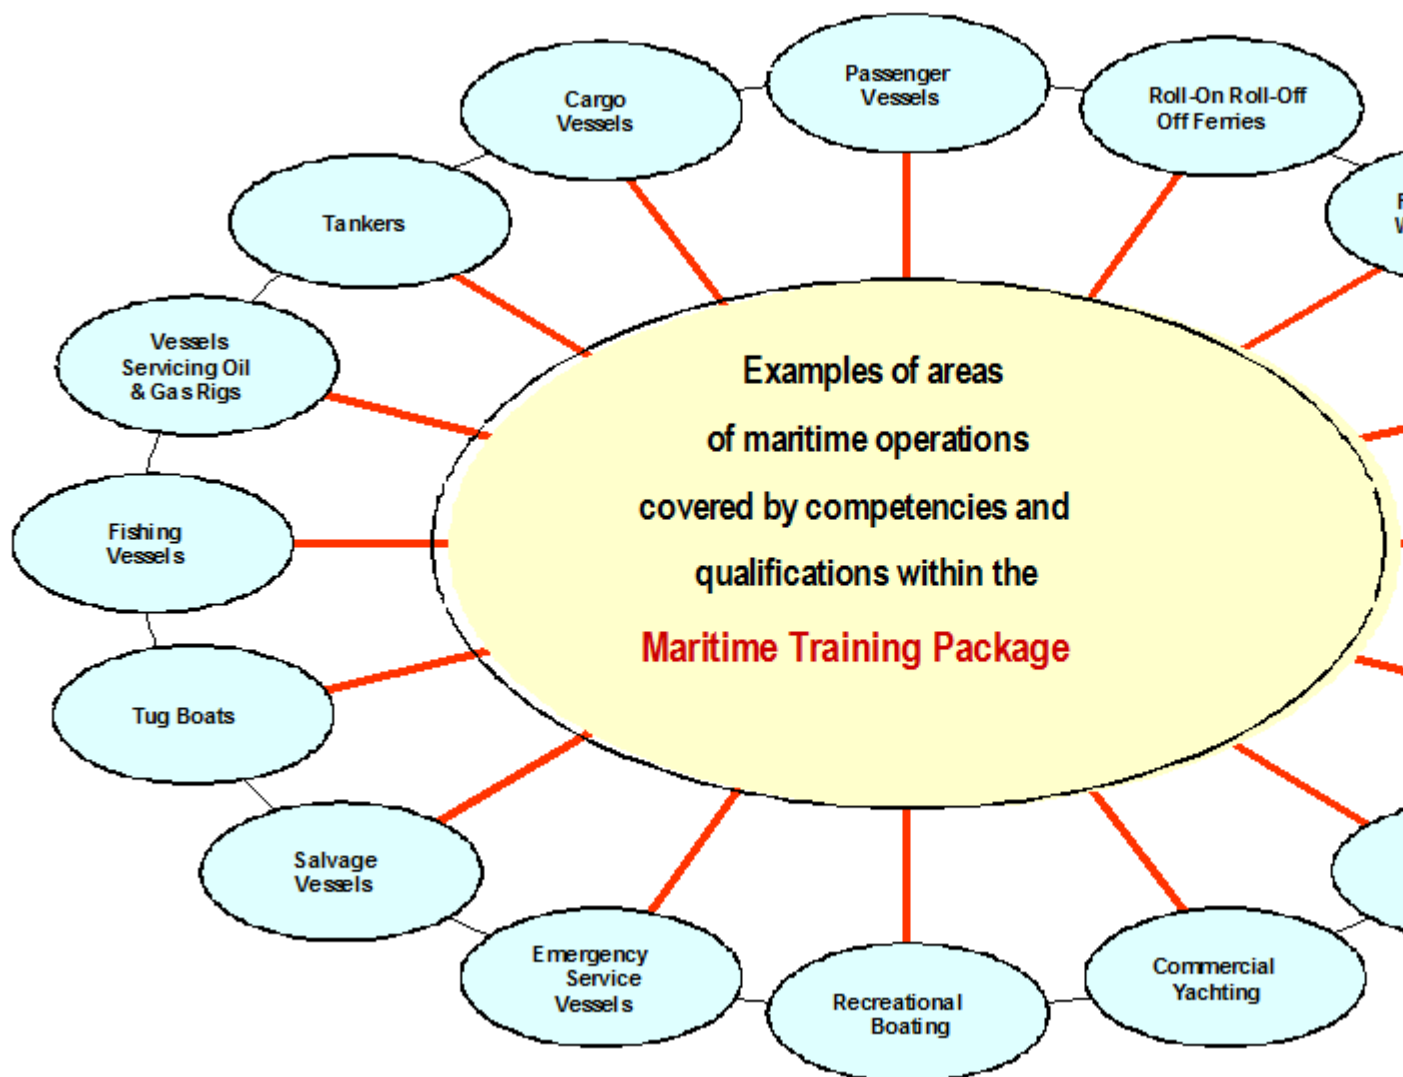 Passenger
Vessels
Cargo
Vessels
Roll-On Roll-Off
Off Ferries
Tankers
Vessels
Servicing Oil
& Gas Rigs
Fishing
Vessels
Tug Boats
Salvage
Vessels
Emergency
Service
Vessels
Recreational
Boating
Commercial
Yachting
Examples of areas
of maritime operations
covered by competencies and
qualifications within the
Maritime Training Package